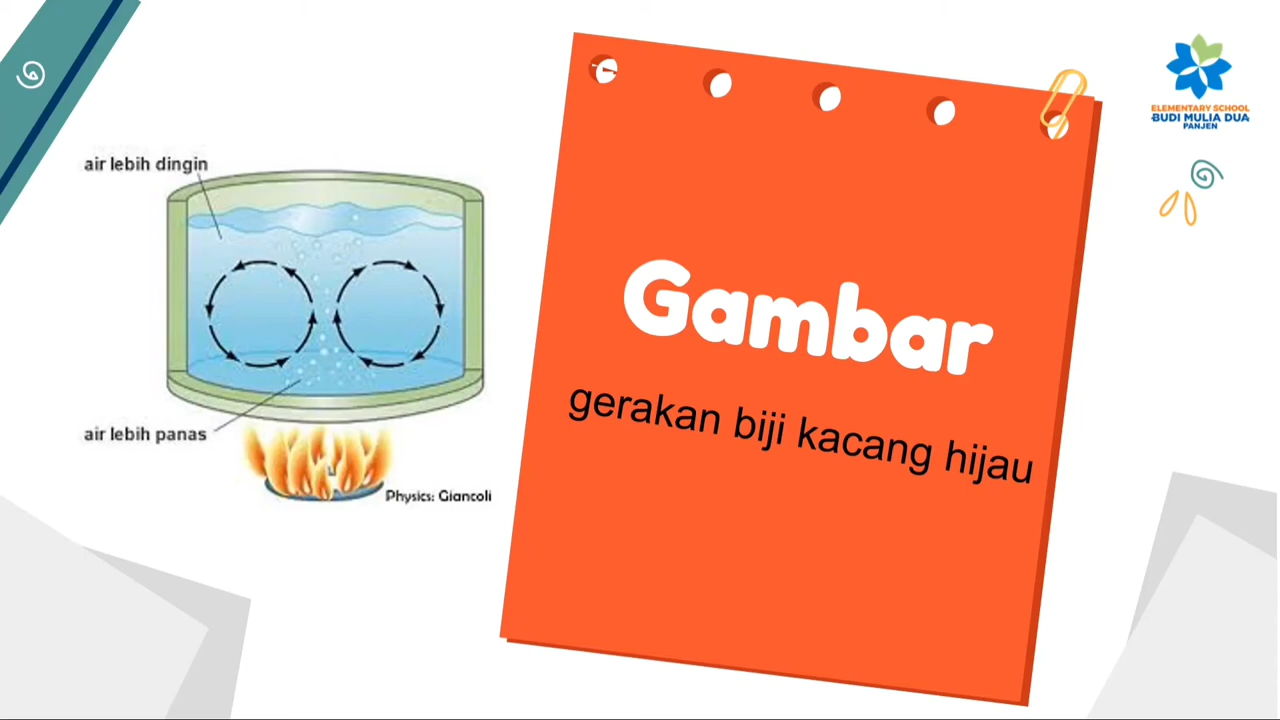 air lebih dingin
air lebih panas
Physics: Giancoli
Gambar
gerakan biji kacang hijau
ELEMENTARY SCHOOL
BUDI MULIA DUA
PANJEN